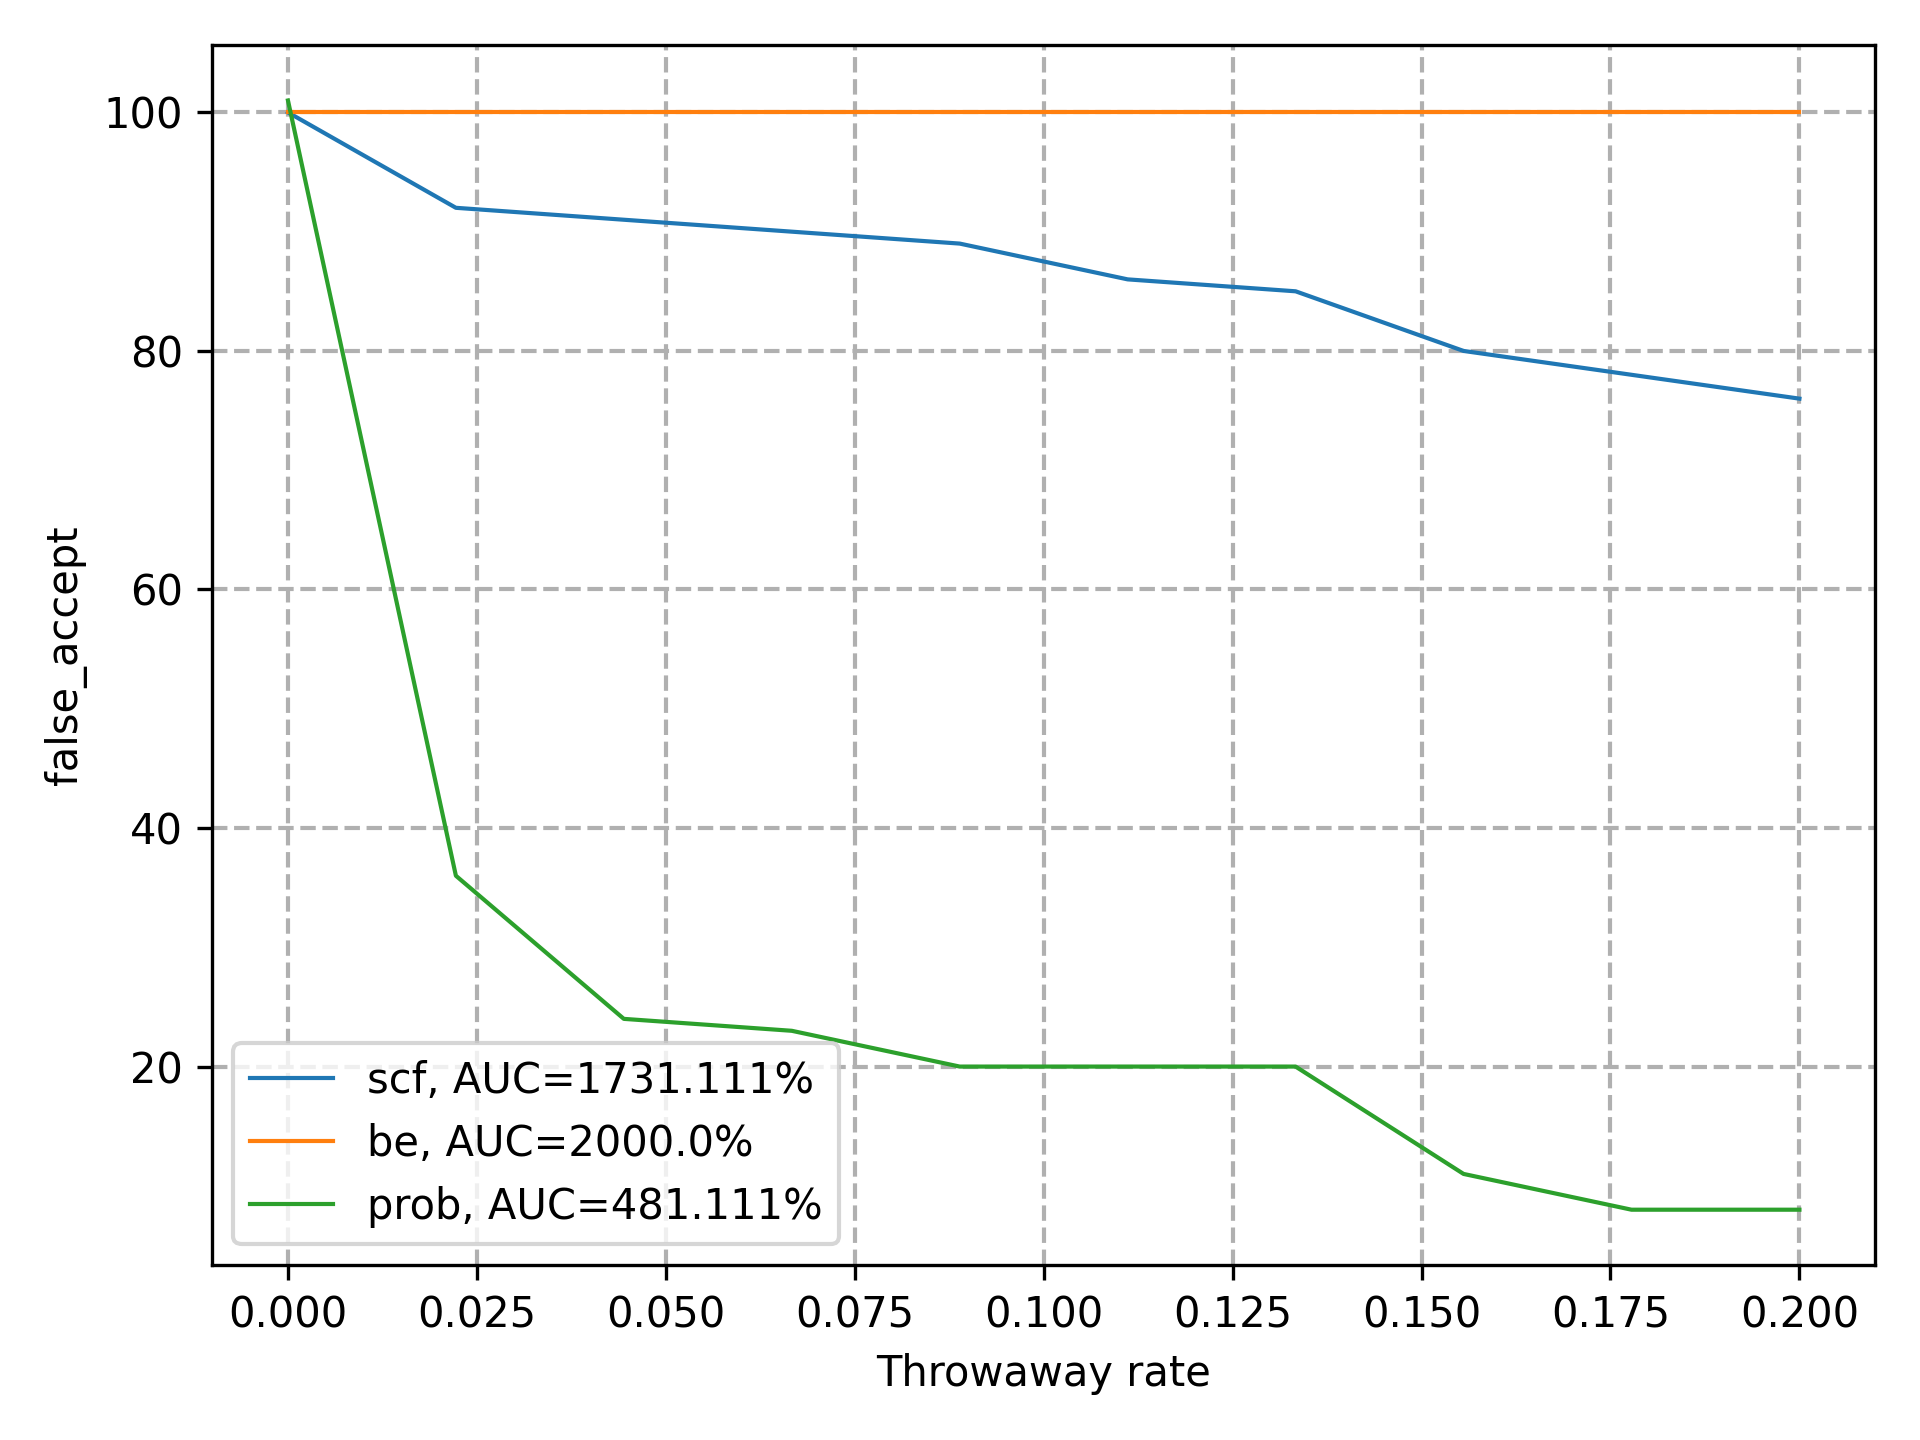 100
80
60
40
20
false_accept
scf, AUC=1731.111%
be, AUC=2000.0%
prob, AUC=481.111%
0.000 0.025 0.050 0.075 0.100 0.125 0.150 0.175 0.200
Throwaway rate